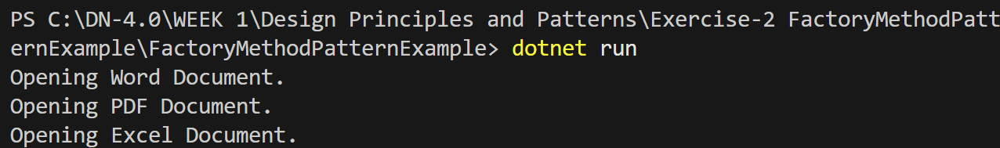 PS C:\DN-4.0\WEEK 1\Design Principles and Patterns\Exercise-2 FactoryMethodPatt
ernExample\FactoryMethodPatternExample> dotnet run
Opening Word Document.
Opening PDF Document.
Opening Excel Document.